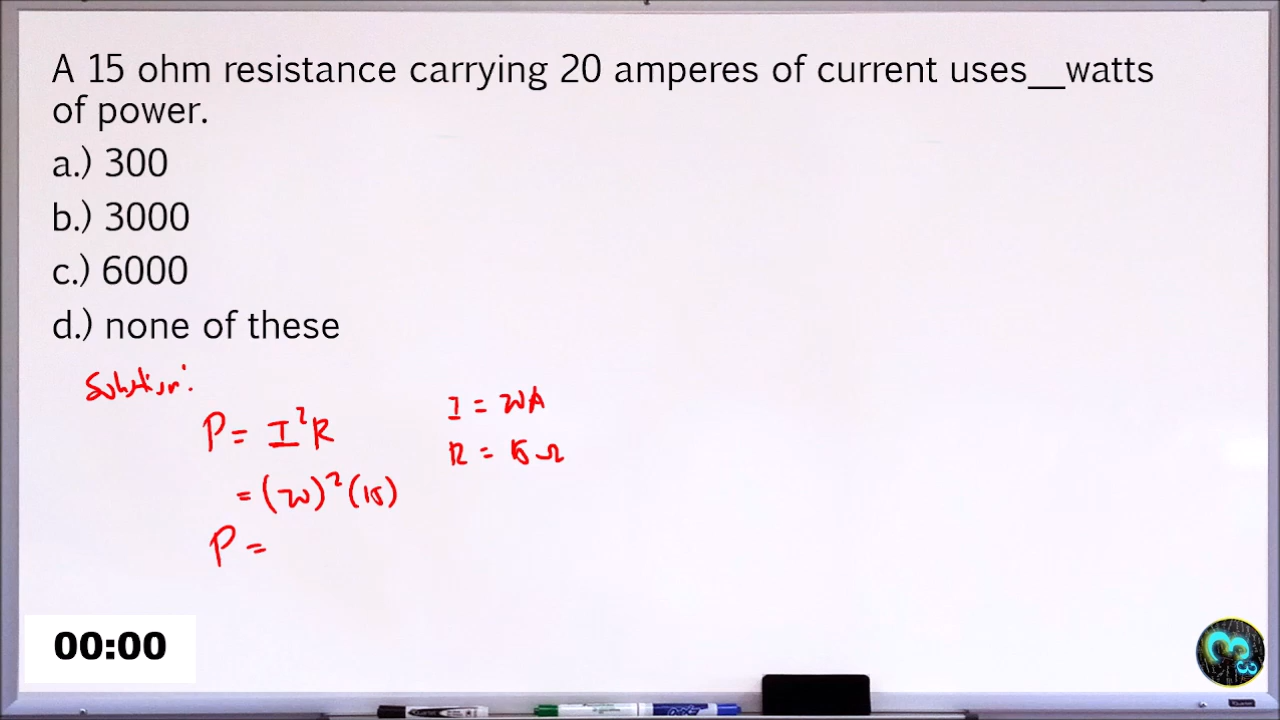 A 15 ohm resistance carrying 20 amperes of current uses__watts
of power.
a.) 300
b.) 3000
c.) 6000
d.) none of these
Solution:
P = I²R
I = 20A
R = 15 Ω
= (20)² (15)
P =
00:00